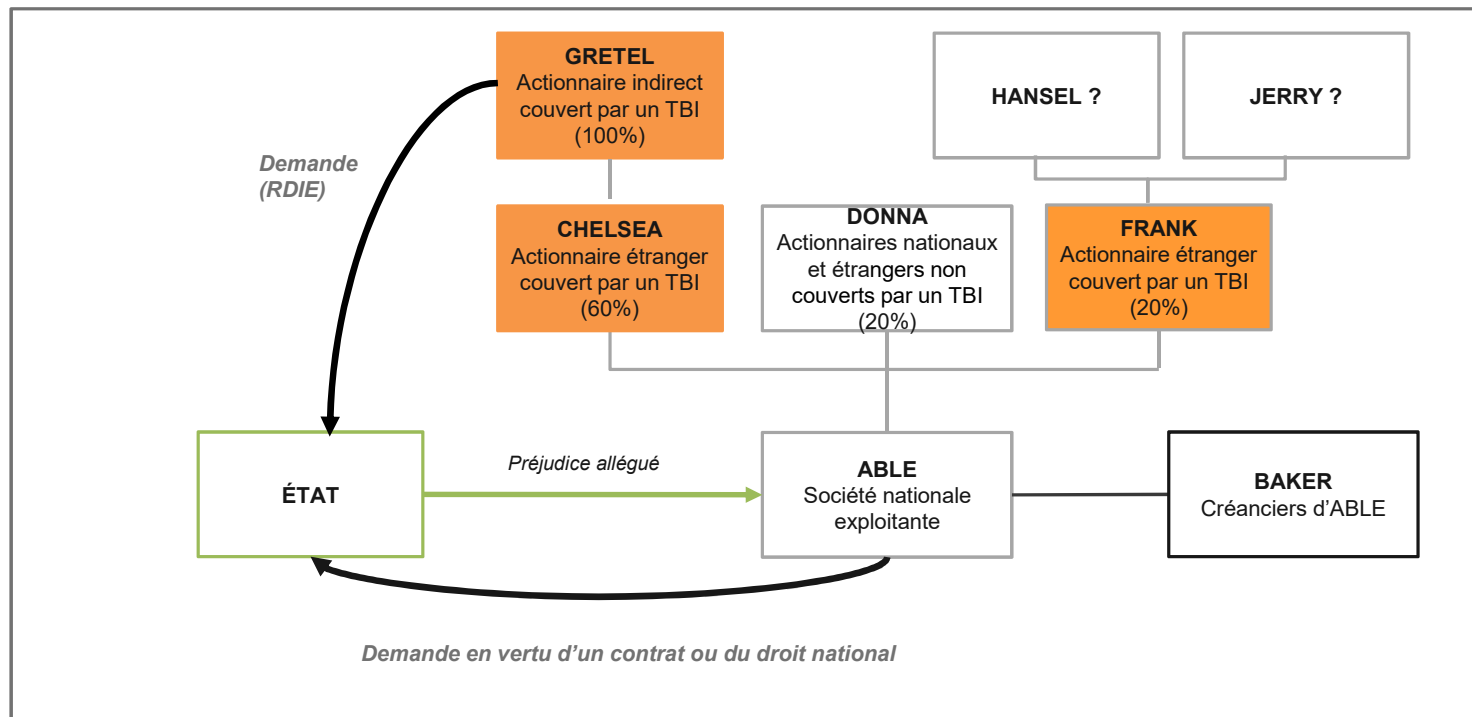 GRETEL
Actionnaire indirect
couvert par un TBI
(100%)
HANSEL ?
JERRY ?
Demande
(RDIE)
CHELSEA
Actionnaire étranger
couvert par un TBI
(60%)
DONNA
Actionnaires nationaux
et étrangers non
couverts par un TBI
(20%)
FRANK
Actionnaire étranger
couvert par un TBI
(20%)
ÉTAT
Préjudice allégué
ABLE
Société nationale
exploitante
BAKER
Créanciers d’ABLE
Demande en vertu d’un contrat ou du droit national